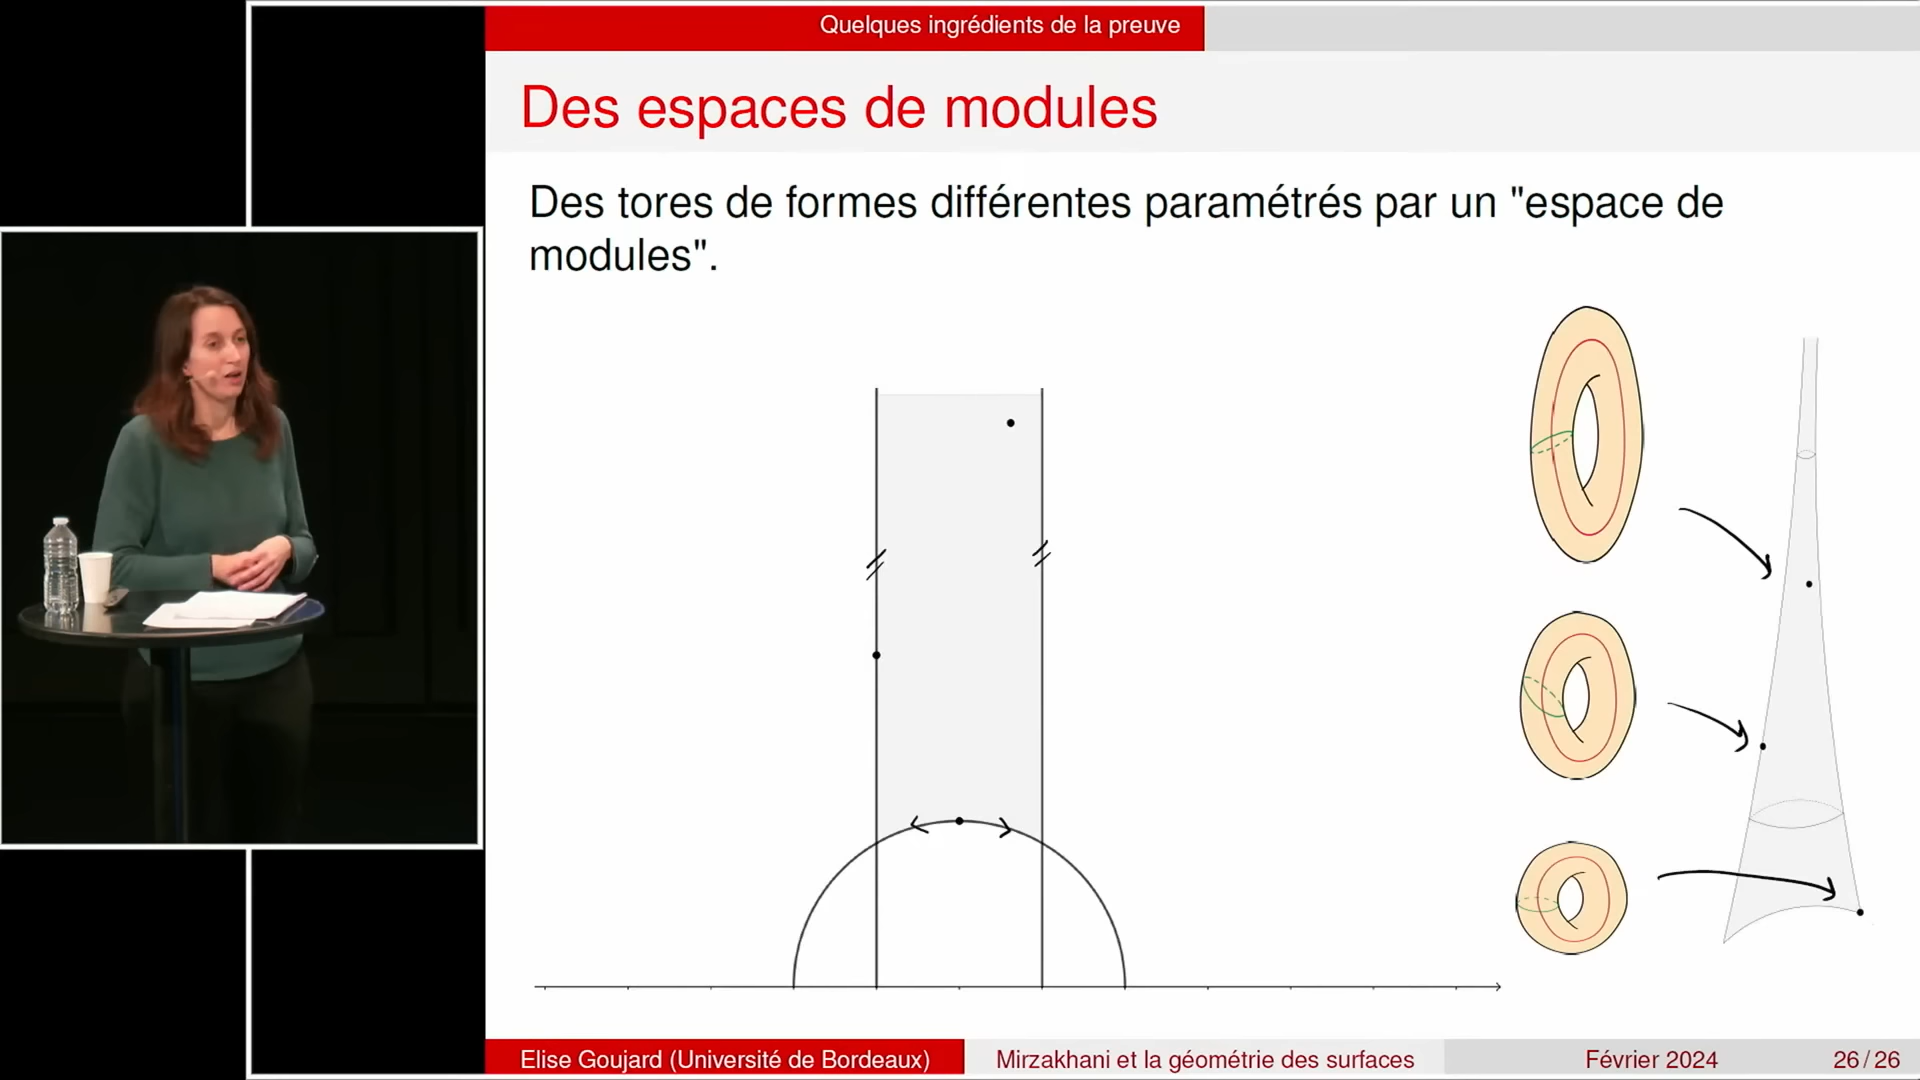 Quelques ingrédients de la preuve
Des espaces de modules
Des tores de formes différentes paramétrés par un "espace de
modules".
Elise Goujard (Université de Bordeaux)
Mirzakhani et la géométrie des surfaces
Février 2024
26 / 26